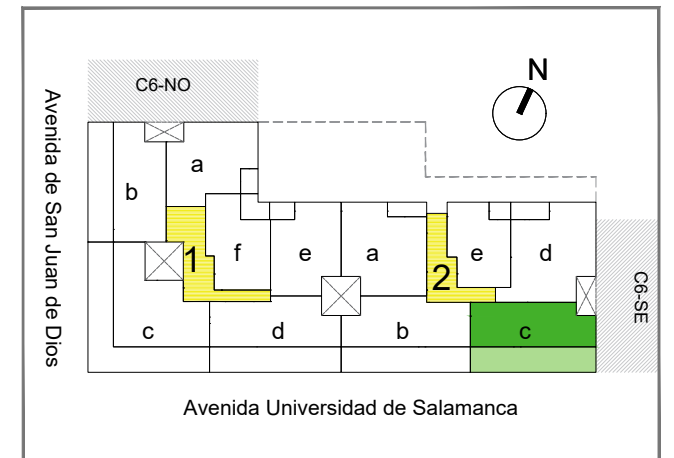 N
C6-NO
Avenida de San Juan de Dios
a
b
1
f
e
a
2
e
d
C6-SE
c
d
b
c
Avenida Universidad de Salamanca